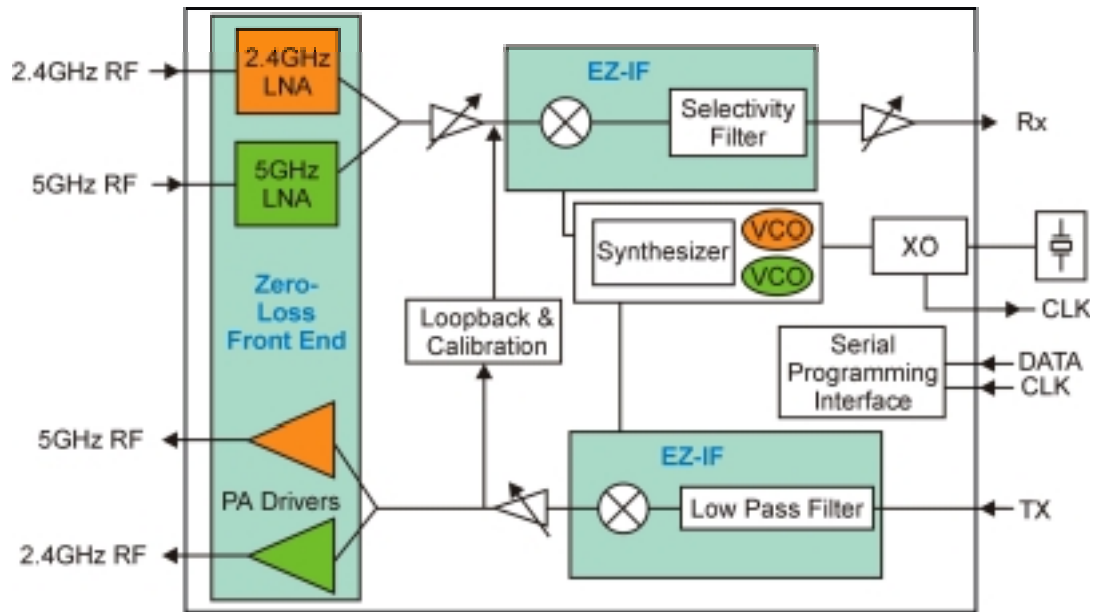 2.4GHz RF
2.4GHz
LNA
EZ-IF
Selectivity
Filter
Rx
5GHz RF
5GHz
LNA
Synthesizer
VCO
VCO
XO
CLK
Zero-
Loss
Front End
Loopback &
Calibration
Serial
Programming
Interface
DATA
CLK
5GHz RF
PA Drivers
2.4GHz RF
EZ-IF
Low Pass Filter
TX